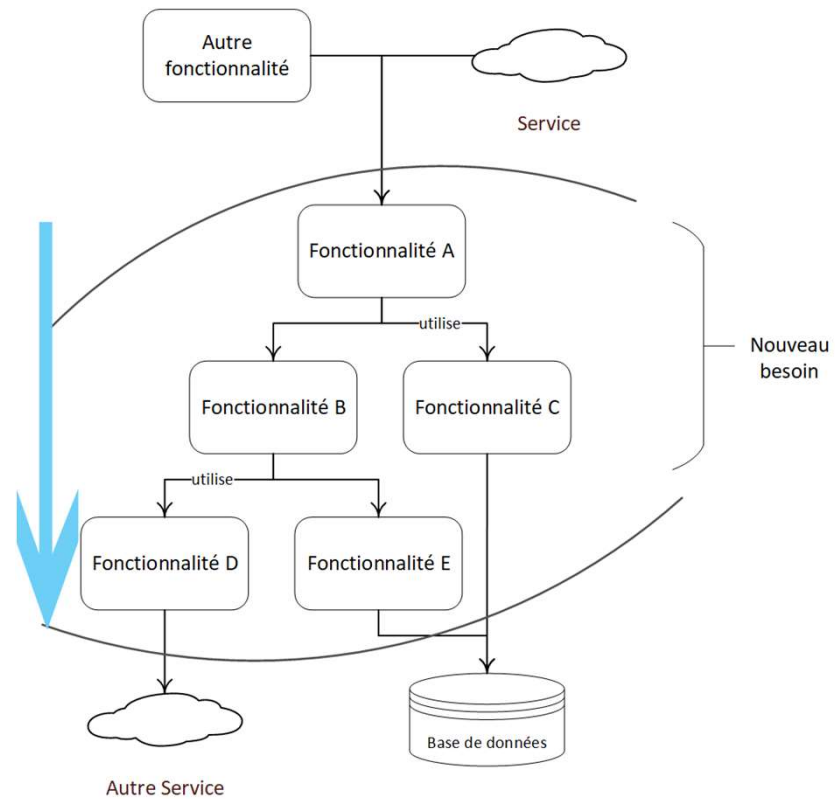 Autre
fonctionnalité
Service
Fonctionnalité A
utilise
Nouveau
besoin
Fonctionnalité B
Fonctionnalité C
utilise
Fonctionnalité D
Fonctionnalité E
Base de données
Autre Service